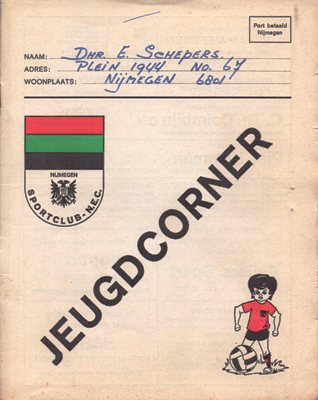 Port betaald
Nijmegen
NAAM: Dhr. E. Schepers.
ADRES: Plein 1944 No. 67
WOONPLAATS: Nijmegen 6801
NIJMEGEN
SPORTCLUB-N.E.C.
JEUGDCORNER